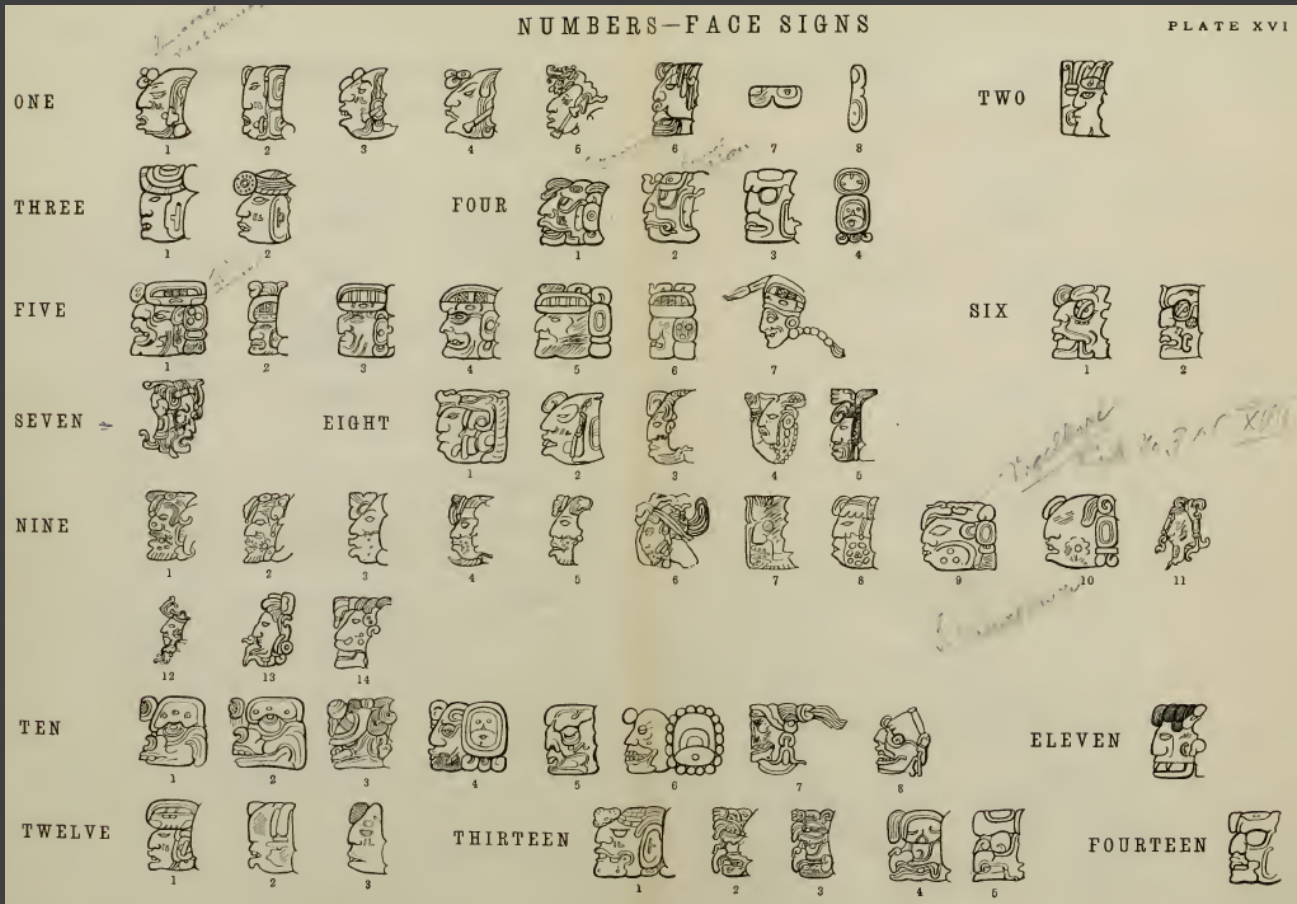 NUMBERS—FACE SIGNS PLATE XVI
ONE TWO
1 2 3 4 5 6 7 8
THREE FOUR
1 2 1 2 3 4
FIVE SIX
1 2 3 4 5 6 7 1 2
SEVEN EIGHT
1 2 3 4 5
NINE
1 2 3 4 5 6 7 8 9 10 11
12 13 14
TEN ELEVEN
1 2 3 4 5 6 7 8
TWELVE THIRTEEN FOURTEEN
1 2 3 1 2 3 4 5